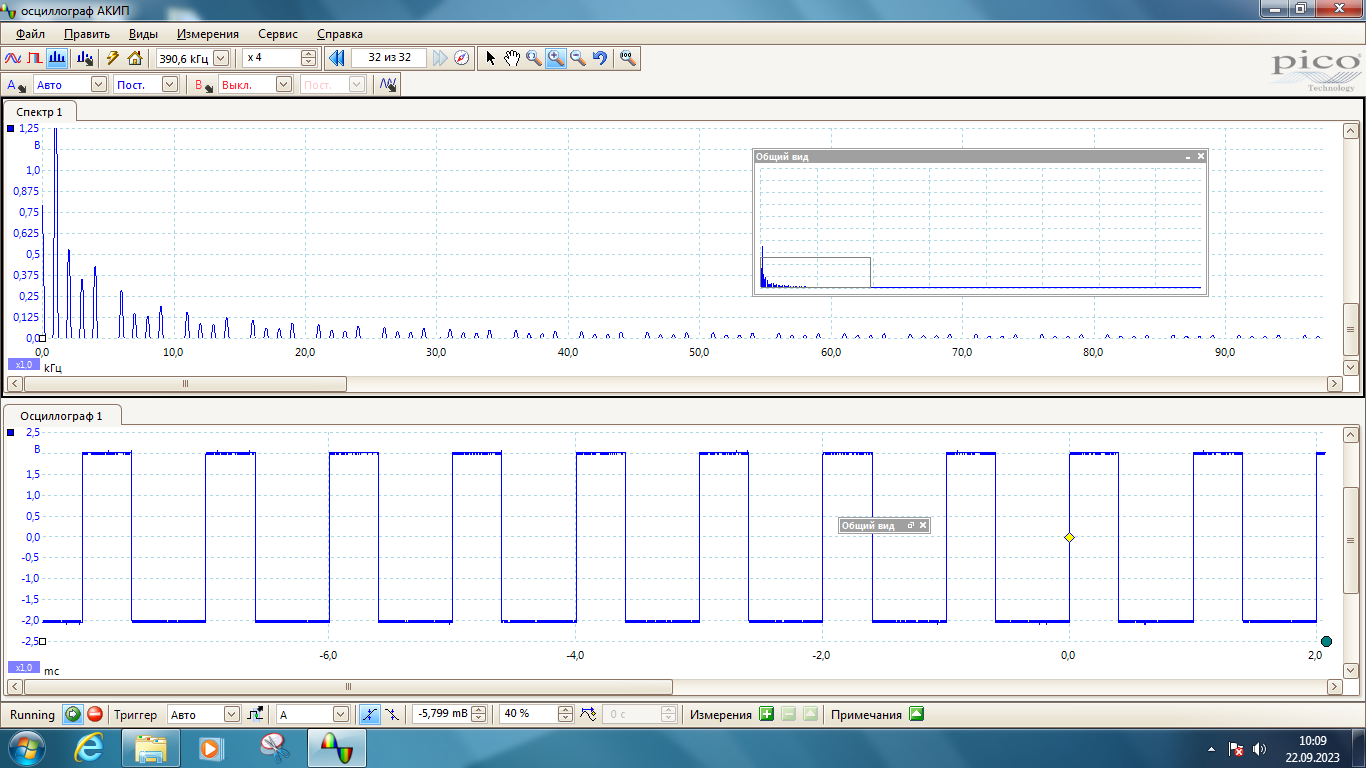 осциллограф АКИП
Файл Править Виды Измерения Сервис Справка
390,6 кГц x 4 32 из 32
A Авто Пост. B Выкл. Пост.
pico
Technology
Спектр 1
1,25
В
1,0
0,875
0,75
0,625
0,5
0,375
0,25
0,125
0,0
0,0 10,0 20,0 30,0 40,0 50,0 60,0 70,0 80,0 90,0
x1,0 кГц
Общий вид
Осциллограф 1
2,5
В
1,5
1,0
0,5
0,0
-0,5
-1,0
-1,5
-2,0
-2,5
-6,0 -4,0 -2,0 0,0 2,0
x1,0 mc
Общий вид
Running Триггер Авто A -5,799 mВ 40 % 0 c Измерения Примечания
10:09
22.09.2023